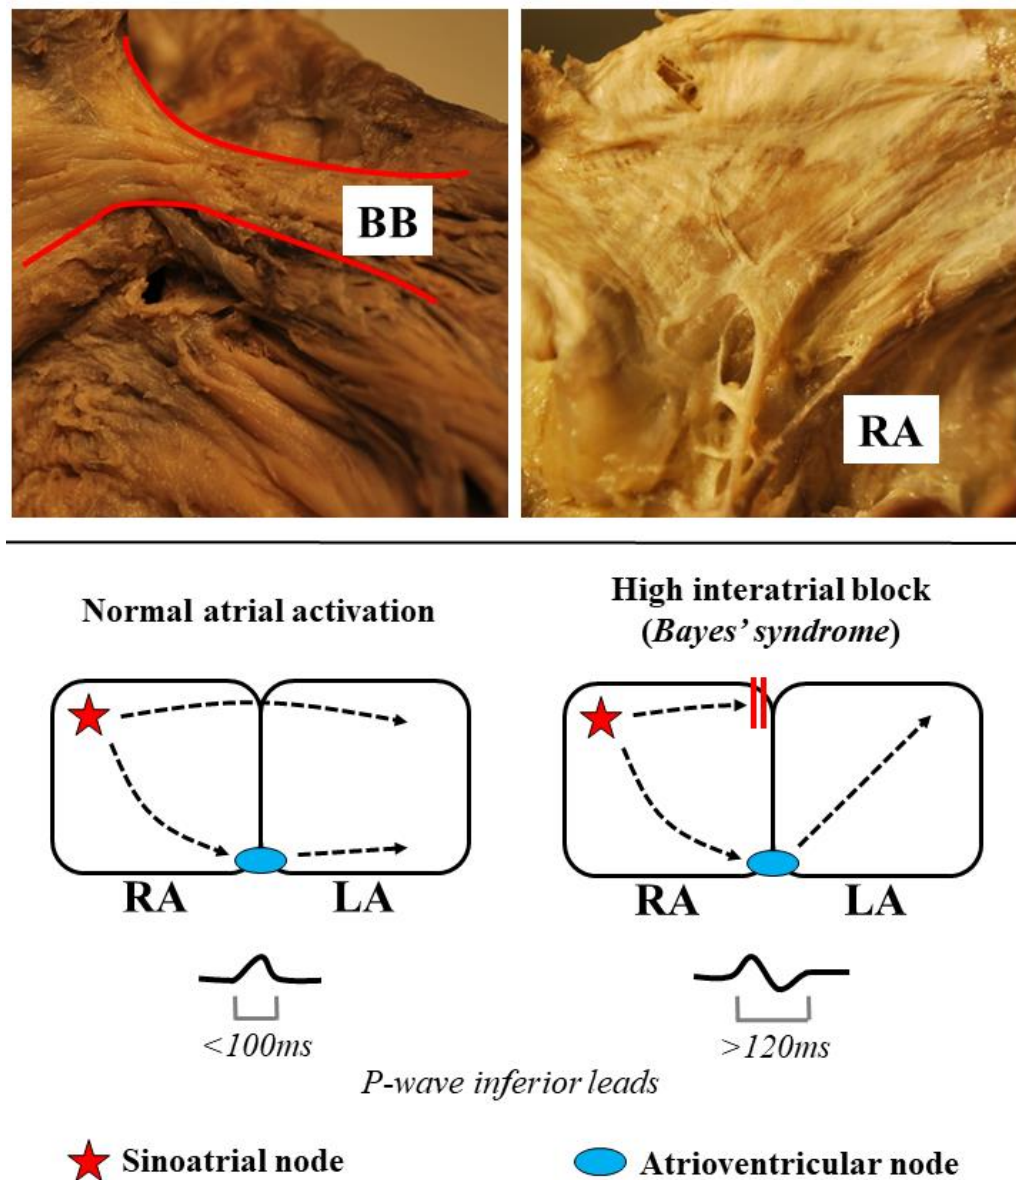 BB
RA
Normal atrial activation
High interatrial block
(Bayes’ syndrome)
RA
LA
RA
LA
<100ms
>120ms
P-wave inferior leads
Sinoatrial node
Atrioventricular node